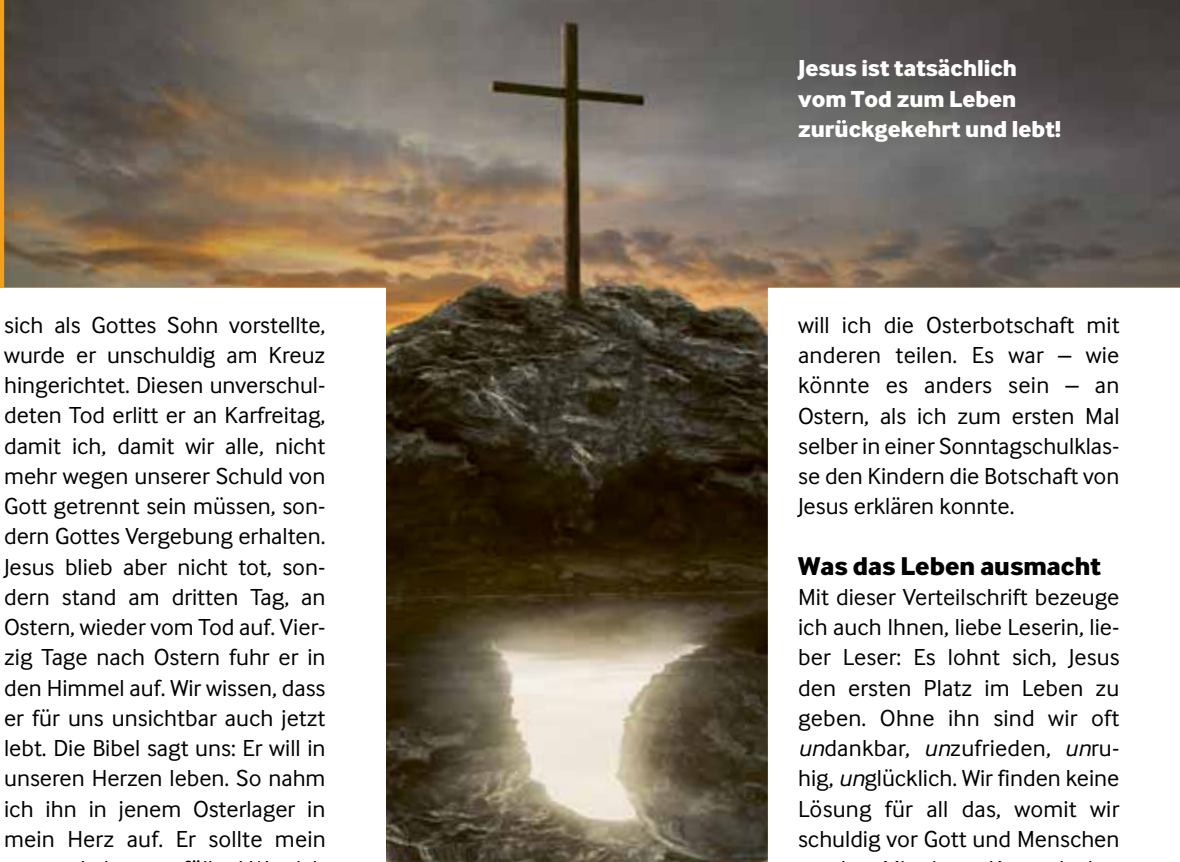 Jesus ist tatsächlich
vom Tod zum Leben
zurückgekehrt und lebt!
sich als Gottes Sohn vorstellte,
wurde er unschuldig am Kreuz
hingerichtet. Diesen unverschul-
deten Tod erlitt er an Karfreitag,
damit ich, damit wir alle, nicht
mehr wegen unserer Schuld von
Gott getrennt sein müssen, son-
dern Gottes Vergebung erhalten.
Jesus blieb aber nicht tot, son-
dern stand am dritten Tag, an
Ostern, wieder vom Tod auf. Vier-
zig Tage nach Ostern fuhr er in
den Himmel auf. Wir wissen, dass
er für uns unsichtbar auch jetzt
lebt. Die Bibel sagt uns: Er will in
unseren Herzen leben. So nahm
ich ihn in jenem Osterlager in
mein Herz auf. Er sollte mein
will ich die Osterbotschaft mit
anderen teilen. Es war – wie
könnte es anders sein – an
Ostern, als ich zum ersten Mal
selber in einer Sonntagschulklas-
se den Kindern die Botschaft von
Jesus erklären konnte.
Was das Leben ausmacht
Mit dieser Verteilschrift bezeuge
ich auch Ihnen, liebe Leserin, lie-
ber Leser: Es lohnt sich, Jesus
den ersten Platz im Leben zu
geben. Ohne ihn sind wir oft
undankbar, unzufrieden, unru-
hig, unglücklich. Wir finden keine
Lösung für all das, womit wir
schuldig vor Gott und Menschen